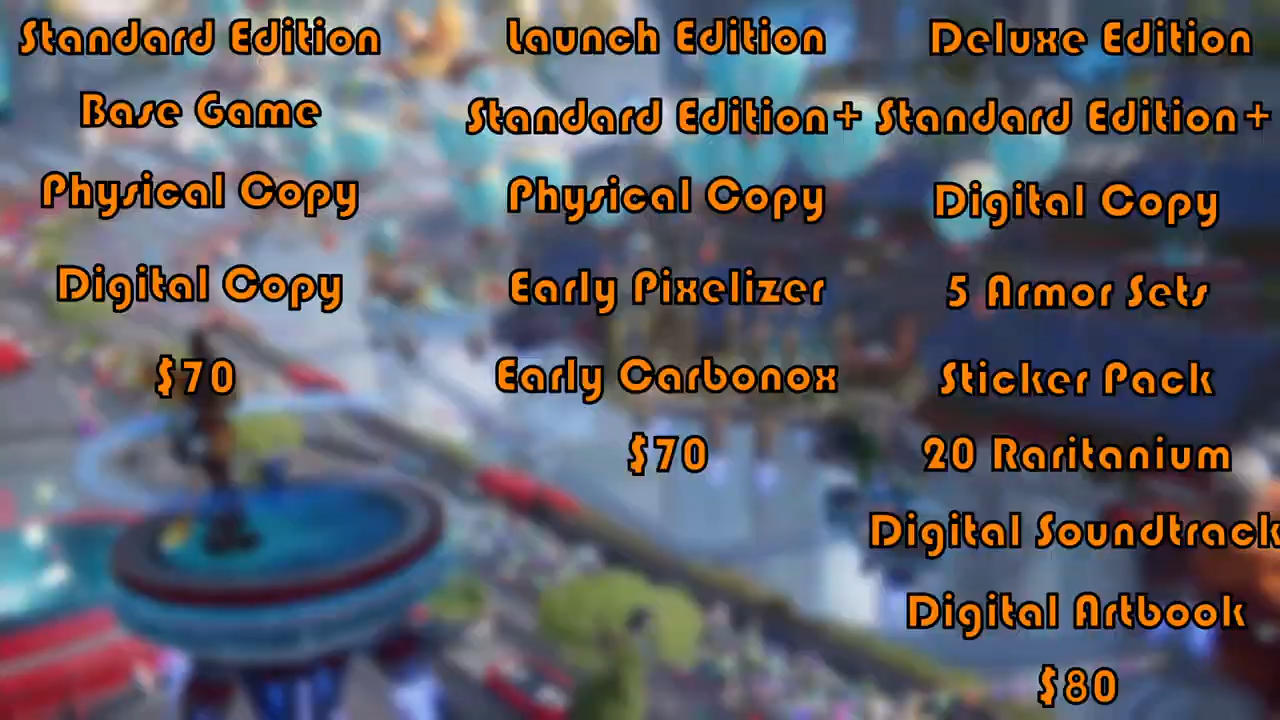 Standard Edition
Base Game
Physical Copy
Digital Copy
$70
Launch Edition
Standard Edition+
Physical Copy
Early Pixelizer
Early Carbonox
$70
Deluxe Edition
Standard Edition+
Digital Copy
5 Armor Sets
Sticker Pack
20 Raritanium
Digital Soundtrack
Digital Artbook
$80